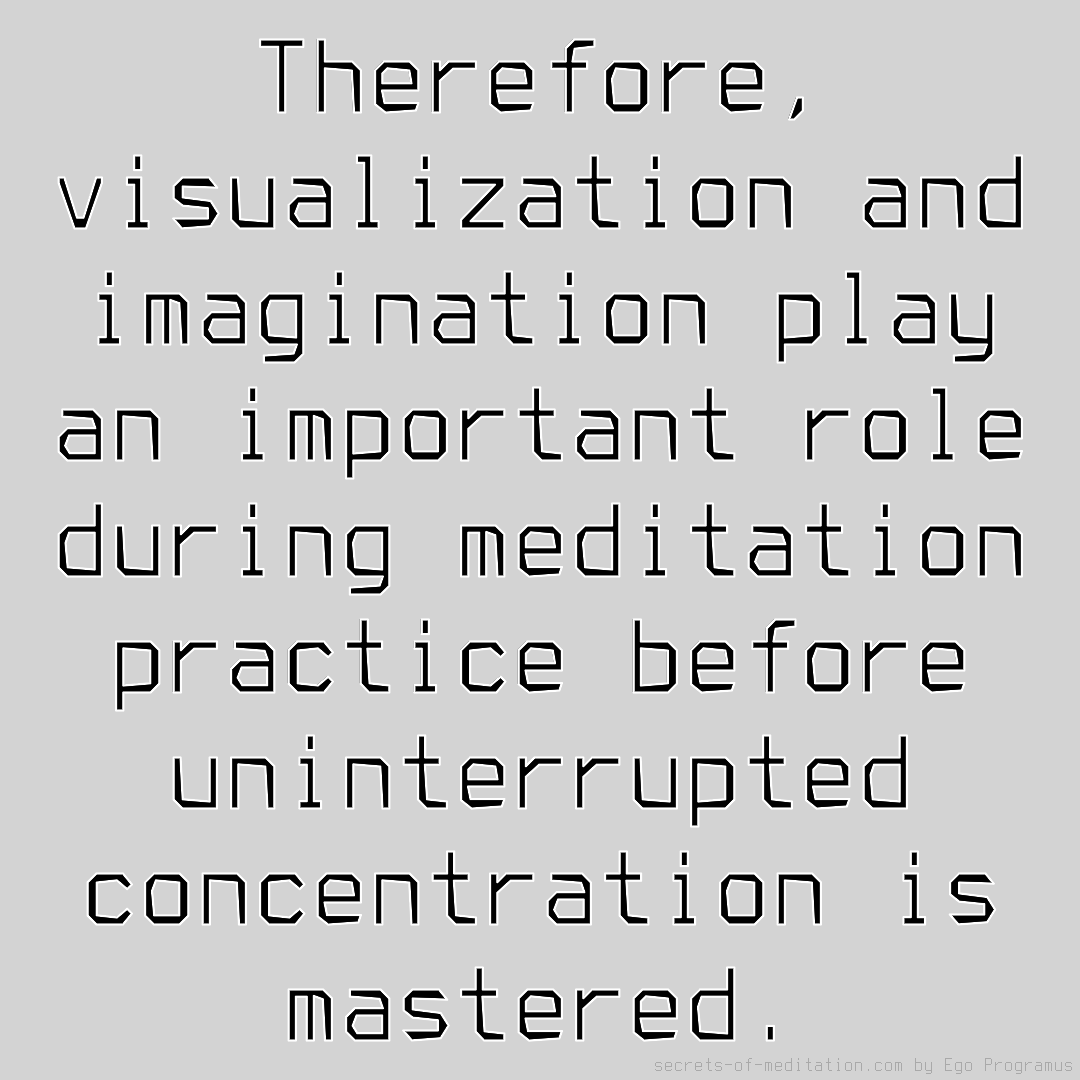 Therefore,
visualization and
imagination play
an important role
during meditation
practice before
uninterrupted
concentration is
mastered.
secrets-of-meditation.com by Ego Programus